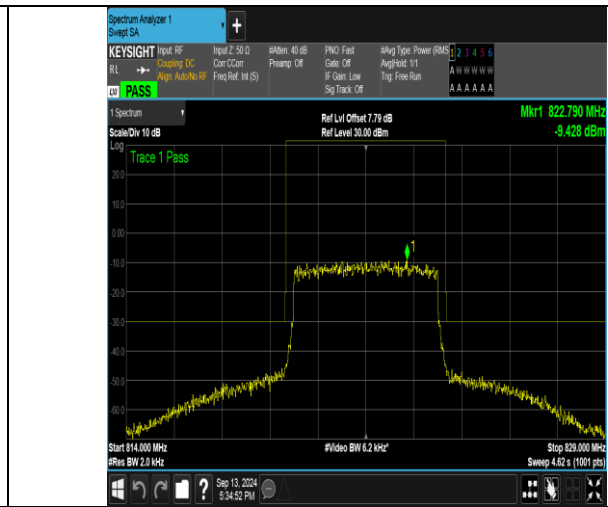 Spectrum Analyzer 1
Swept SA
+
KEYSIGHT Input: RF Input Z: 50 Ω #Atten: 40 dB PNO: Fast #Avg Type: Power (RMS 1 2 3 4 5 6
RL Coupling: DC Corr CCorr Preamp: Off Gate: Off Avg|Hold: 1/1 A W W W W W
Align: Auto/No RF Freq Ref: Int (S) IF Gain: Low Trig: Free Run
LXI PASS Sig Track: Off A A A A A A
1 Spectrum Ref Lvl Offset 7.79 dB Mkr1 822.790 MHz
Scale/Div 10 dB Ref Level 30.00 dBm -9.428 dBm
Log
Trace 1 Pass
20.0
10.0
0.00
1
-10.0
-20.0
-30.0
-40.0
-50.0
-60.0
Start 814.000 MHz #Video BW 6.2 kHz* Stop 829.000 MHz
#Res BW 2.0 kHz Sweep 4.62 s (1001 pts)
? Sep 13, 2024
5:34:52 PM